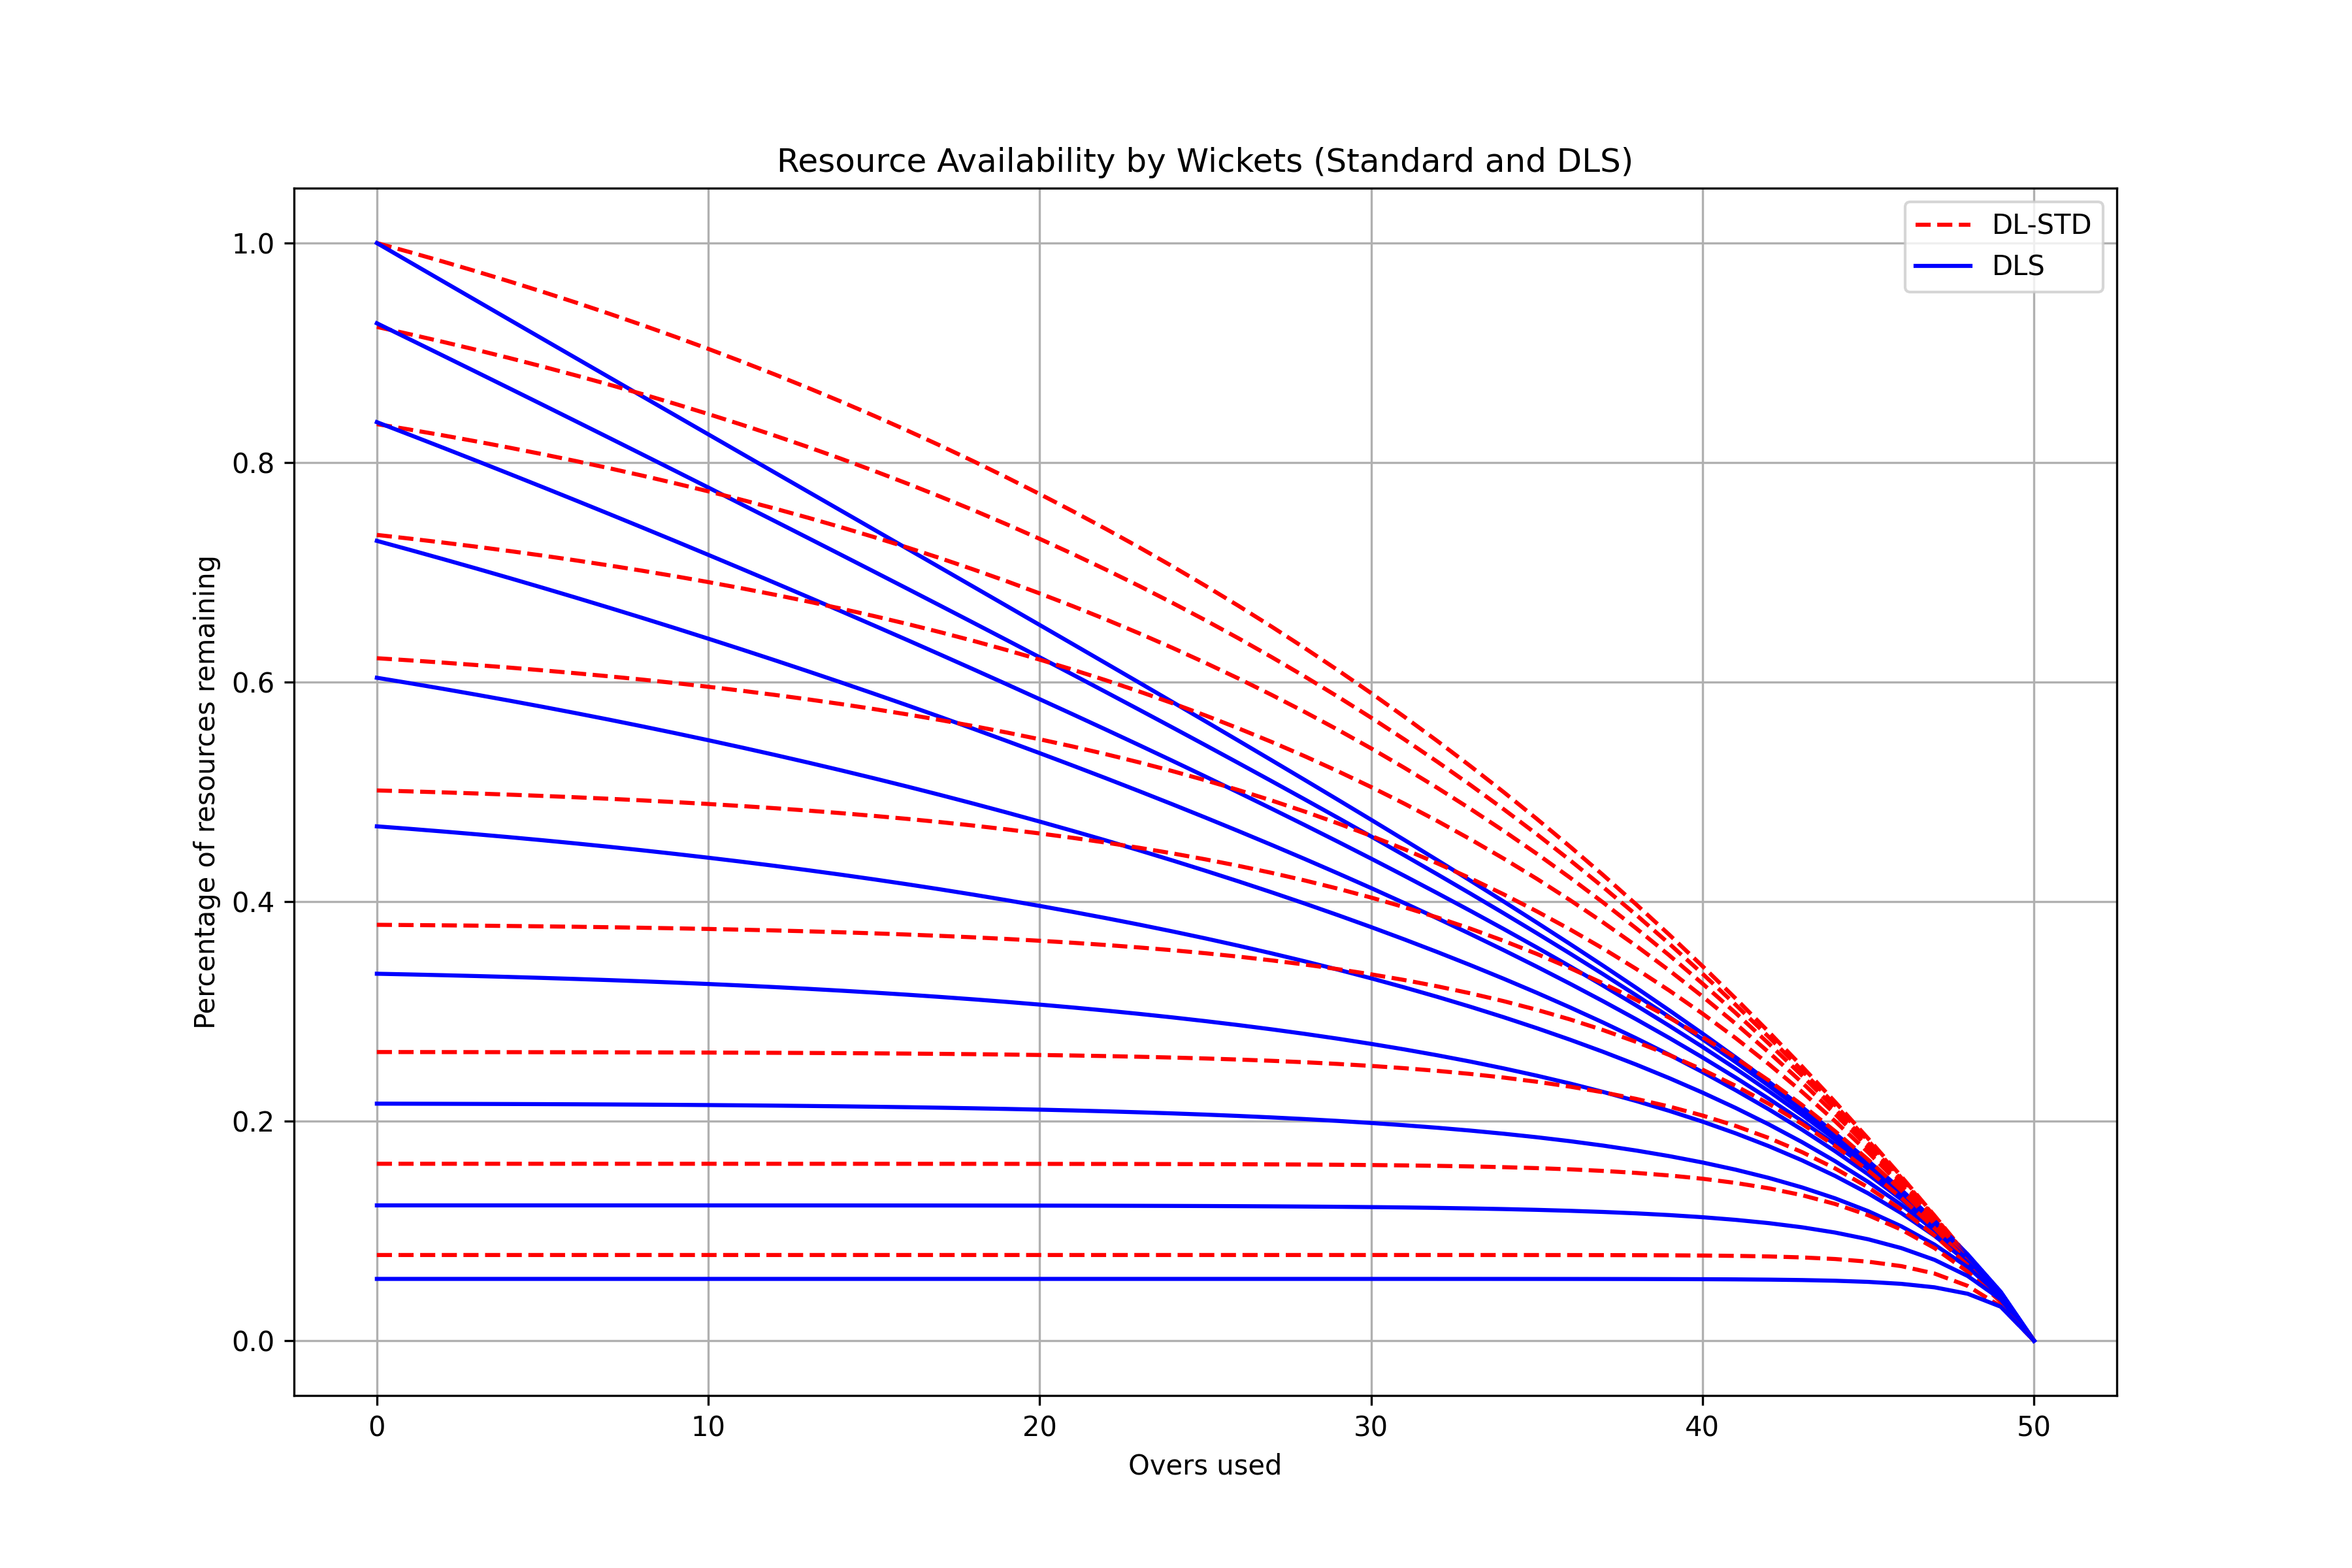 Resource Availability by Wickets (Standard and DLS)
DL-STD
DLS
1.0
0.8
0.6
0.4
0.2
0.0
Percentage of resources remaining
0 10 20 30 40 50
Overs used